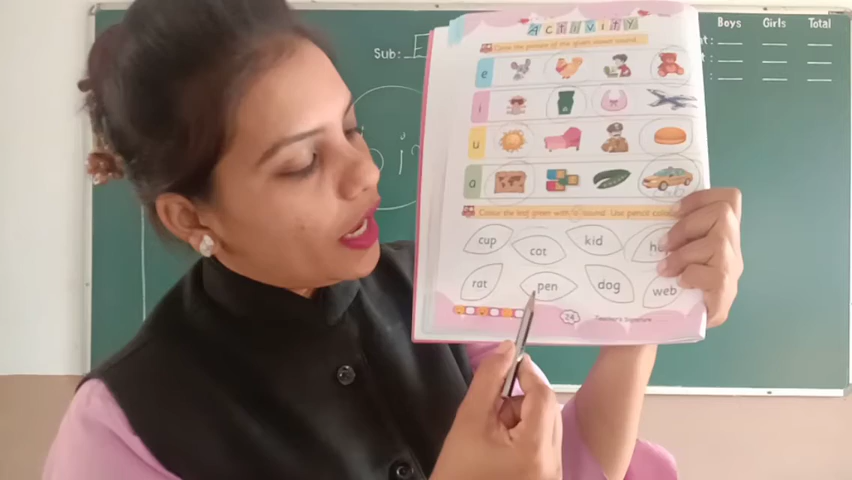 Boys Girls Total
Sub:
ACTIVITY
Circle the picture of the given vowel sound.
e
i
u
a
Colour the leaf green with sound. Use pencil
cup cot kid
rat pen dog web
24 Teacher's Signature